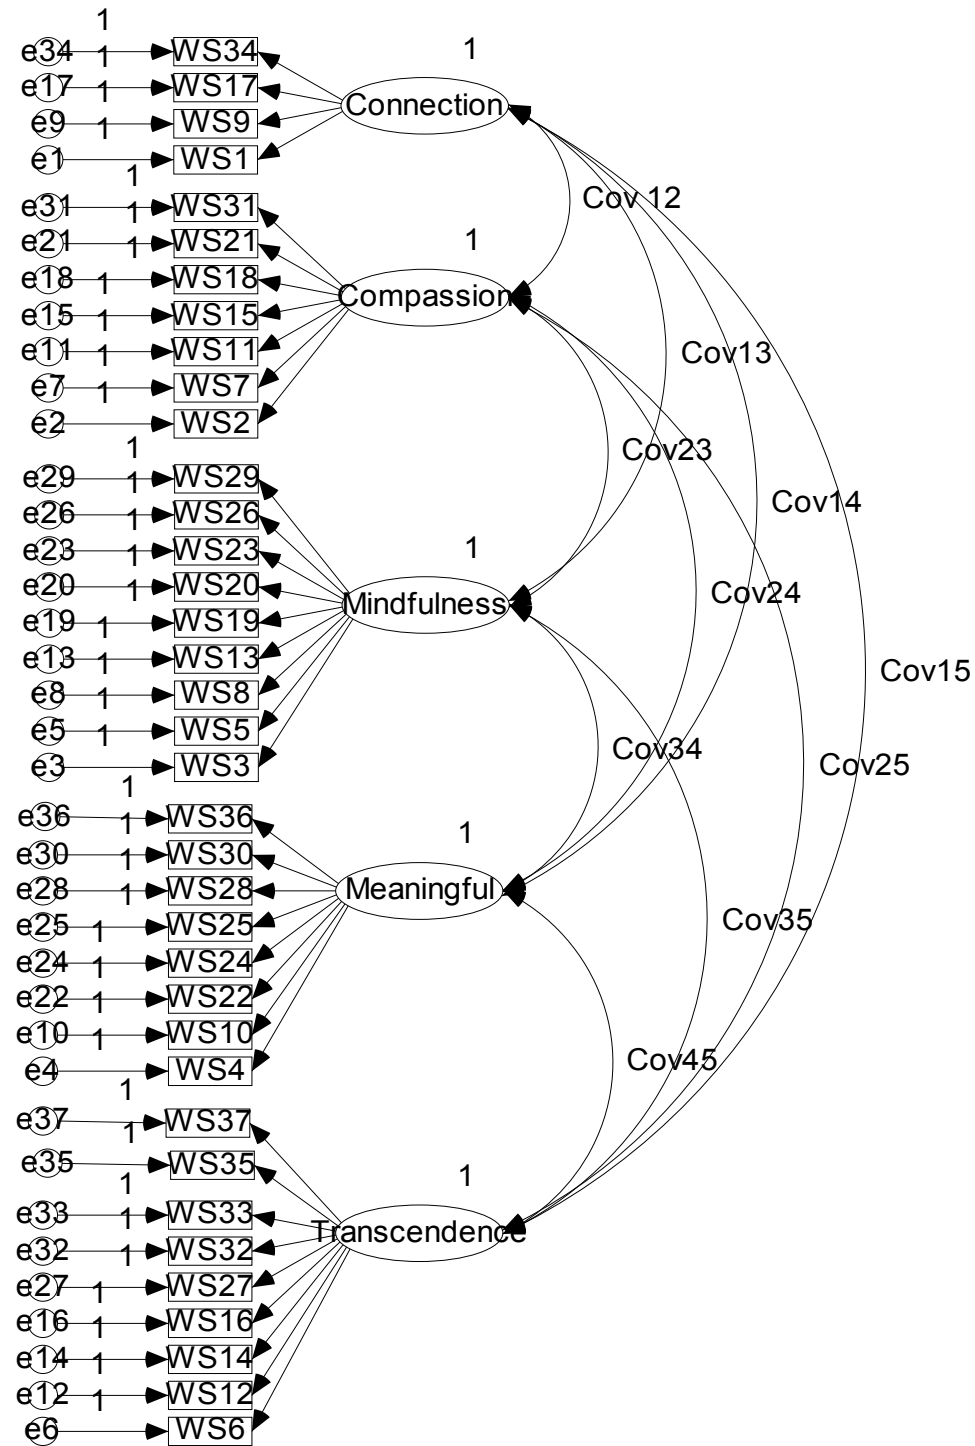 1
e34 1 WS34 1
e17 1 WS17
Connection
e9 1 WS9
e1 WS1
1
Cov 12
e31 1 WS31
e21 1 WS21 1
e18 1 WS18
Compassion
e15 1 WS15
e11 1 WS11
Cov13
e7 1 WS7
e2 WS2
1
Cov23
e29 1 WS29
Cov14
e26 1 WS26
e23 1 WS23 1
e20 1 WS20
Cov24
Mindfulness
e19 1 WS19
e13 1 WS13
Cov15
e8 1 WS8
e5 1 WS5
Cov34
e3 WS3
Cov25
1
e36 1 WS36 1
e30 1 WS30
e28 1 WS28
Meaningful
e25 1 WS25
Cov35
e24 1 WS24
e22 1 WS22
e10 1 WS10
Cov45
e4 WS4
1
e37 1 WS37
e35 WS35 1
1
e33 1 WS33
Transcendence
e32 1 WS32
e27 1 WS27
e16 1 WS16
e14 1 WS14
e12 1 WS12
e6 WS6